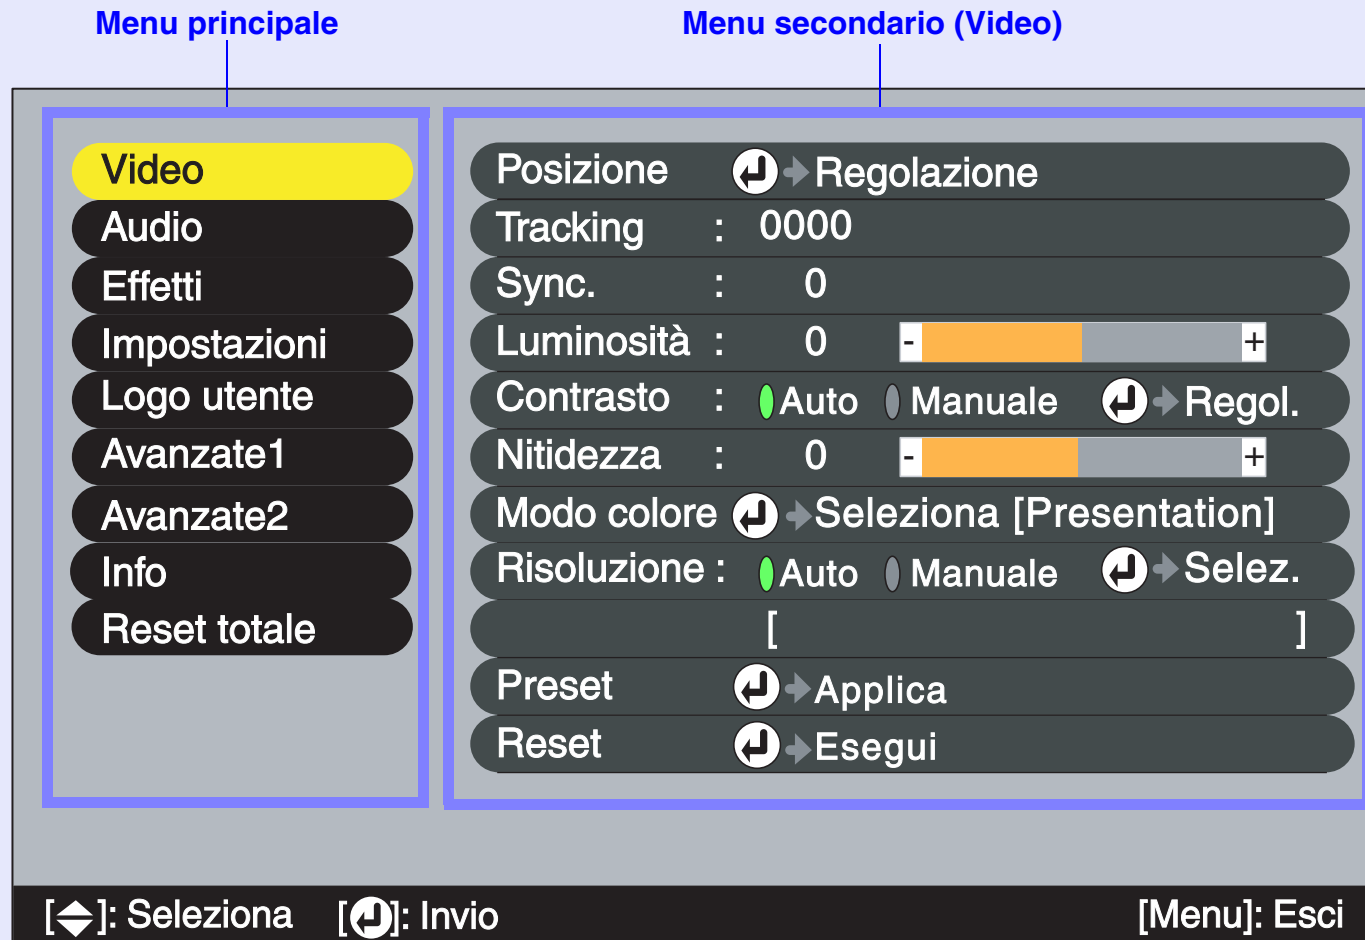 Menu principale
Menu secondario (Video)
Video
Audio
Effetti
Impostazioni
Logo utente
Avanzate1
Avanzate2
Info
Reset totale
Posizione Regolazione
Tracking : 0000
Sync. : 0
Luminosità : 0 - +
Contrasto : Auto Manuale Regol.
Nitidezza : 0 - +
Modo colore Seleziona [Presentation]
Risoluzione : Auto Manuale Selez.
[ ]
Preset Applica
Reset Esegui
[ ]: Seleziona [ ]: Invio [Menu]: Esci